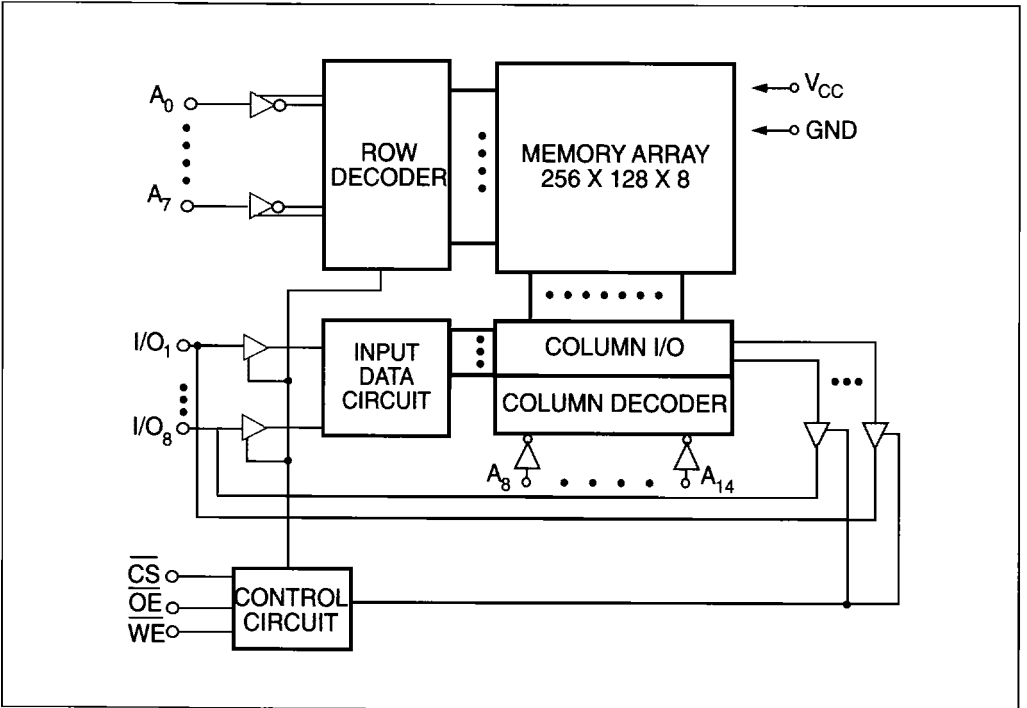 A0
A7
ROW
DECODER
MEMORY ARRAY
256 X 128 X 8
VCC
GND
I/O1
I/O8
INPUT
DATA
CIRCUIT
COLUMN I/O
COLUMN DECODER
A8
A14
CS
OE
WE
CONTROL
CIRCUIT